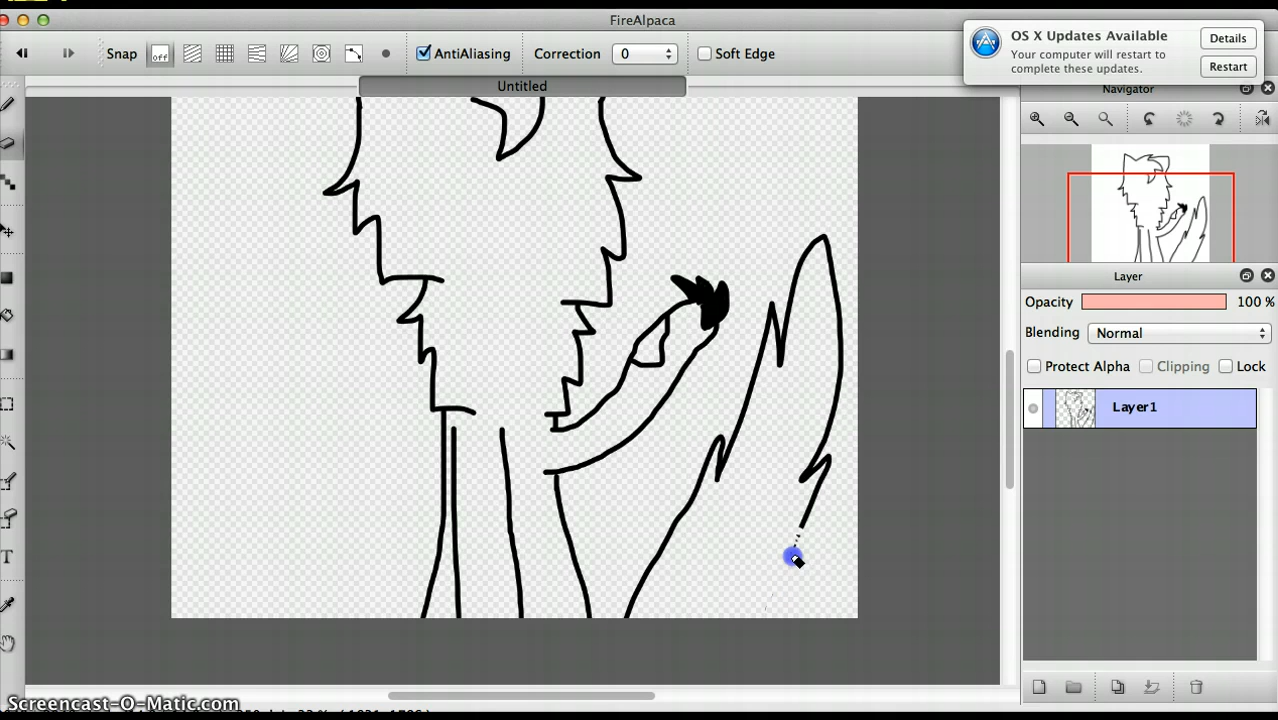 FireAlpaca
Snap off AntiAliasing Correction 0 Soft Edge
OS X Updates Available
Your computer will restart to complete these updates.
Details
Restart
Untitled
Navigator
Layer
Opacity 100 %
Blending Normal
Protect Alpha Clipping Lock
Layer1
T
Screencast-O-Matic.com